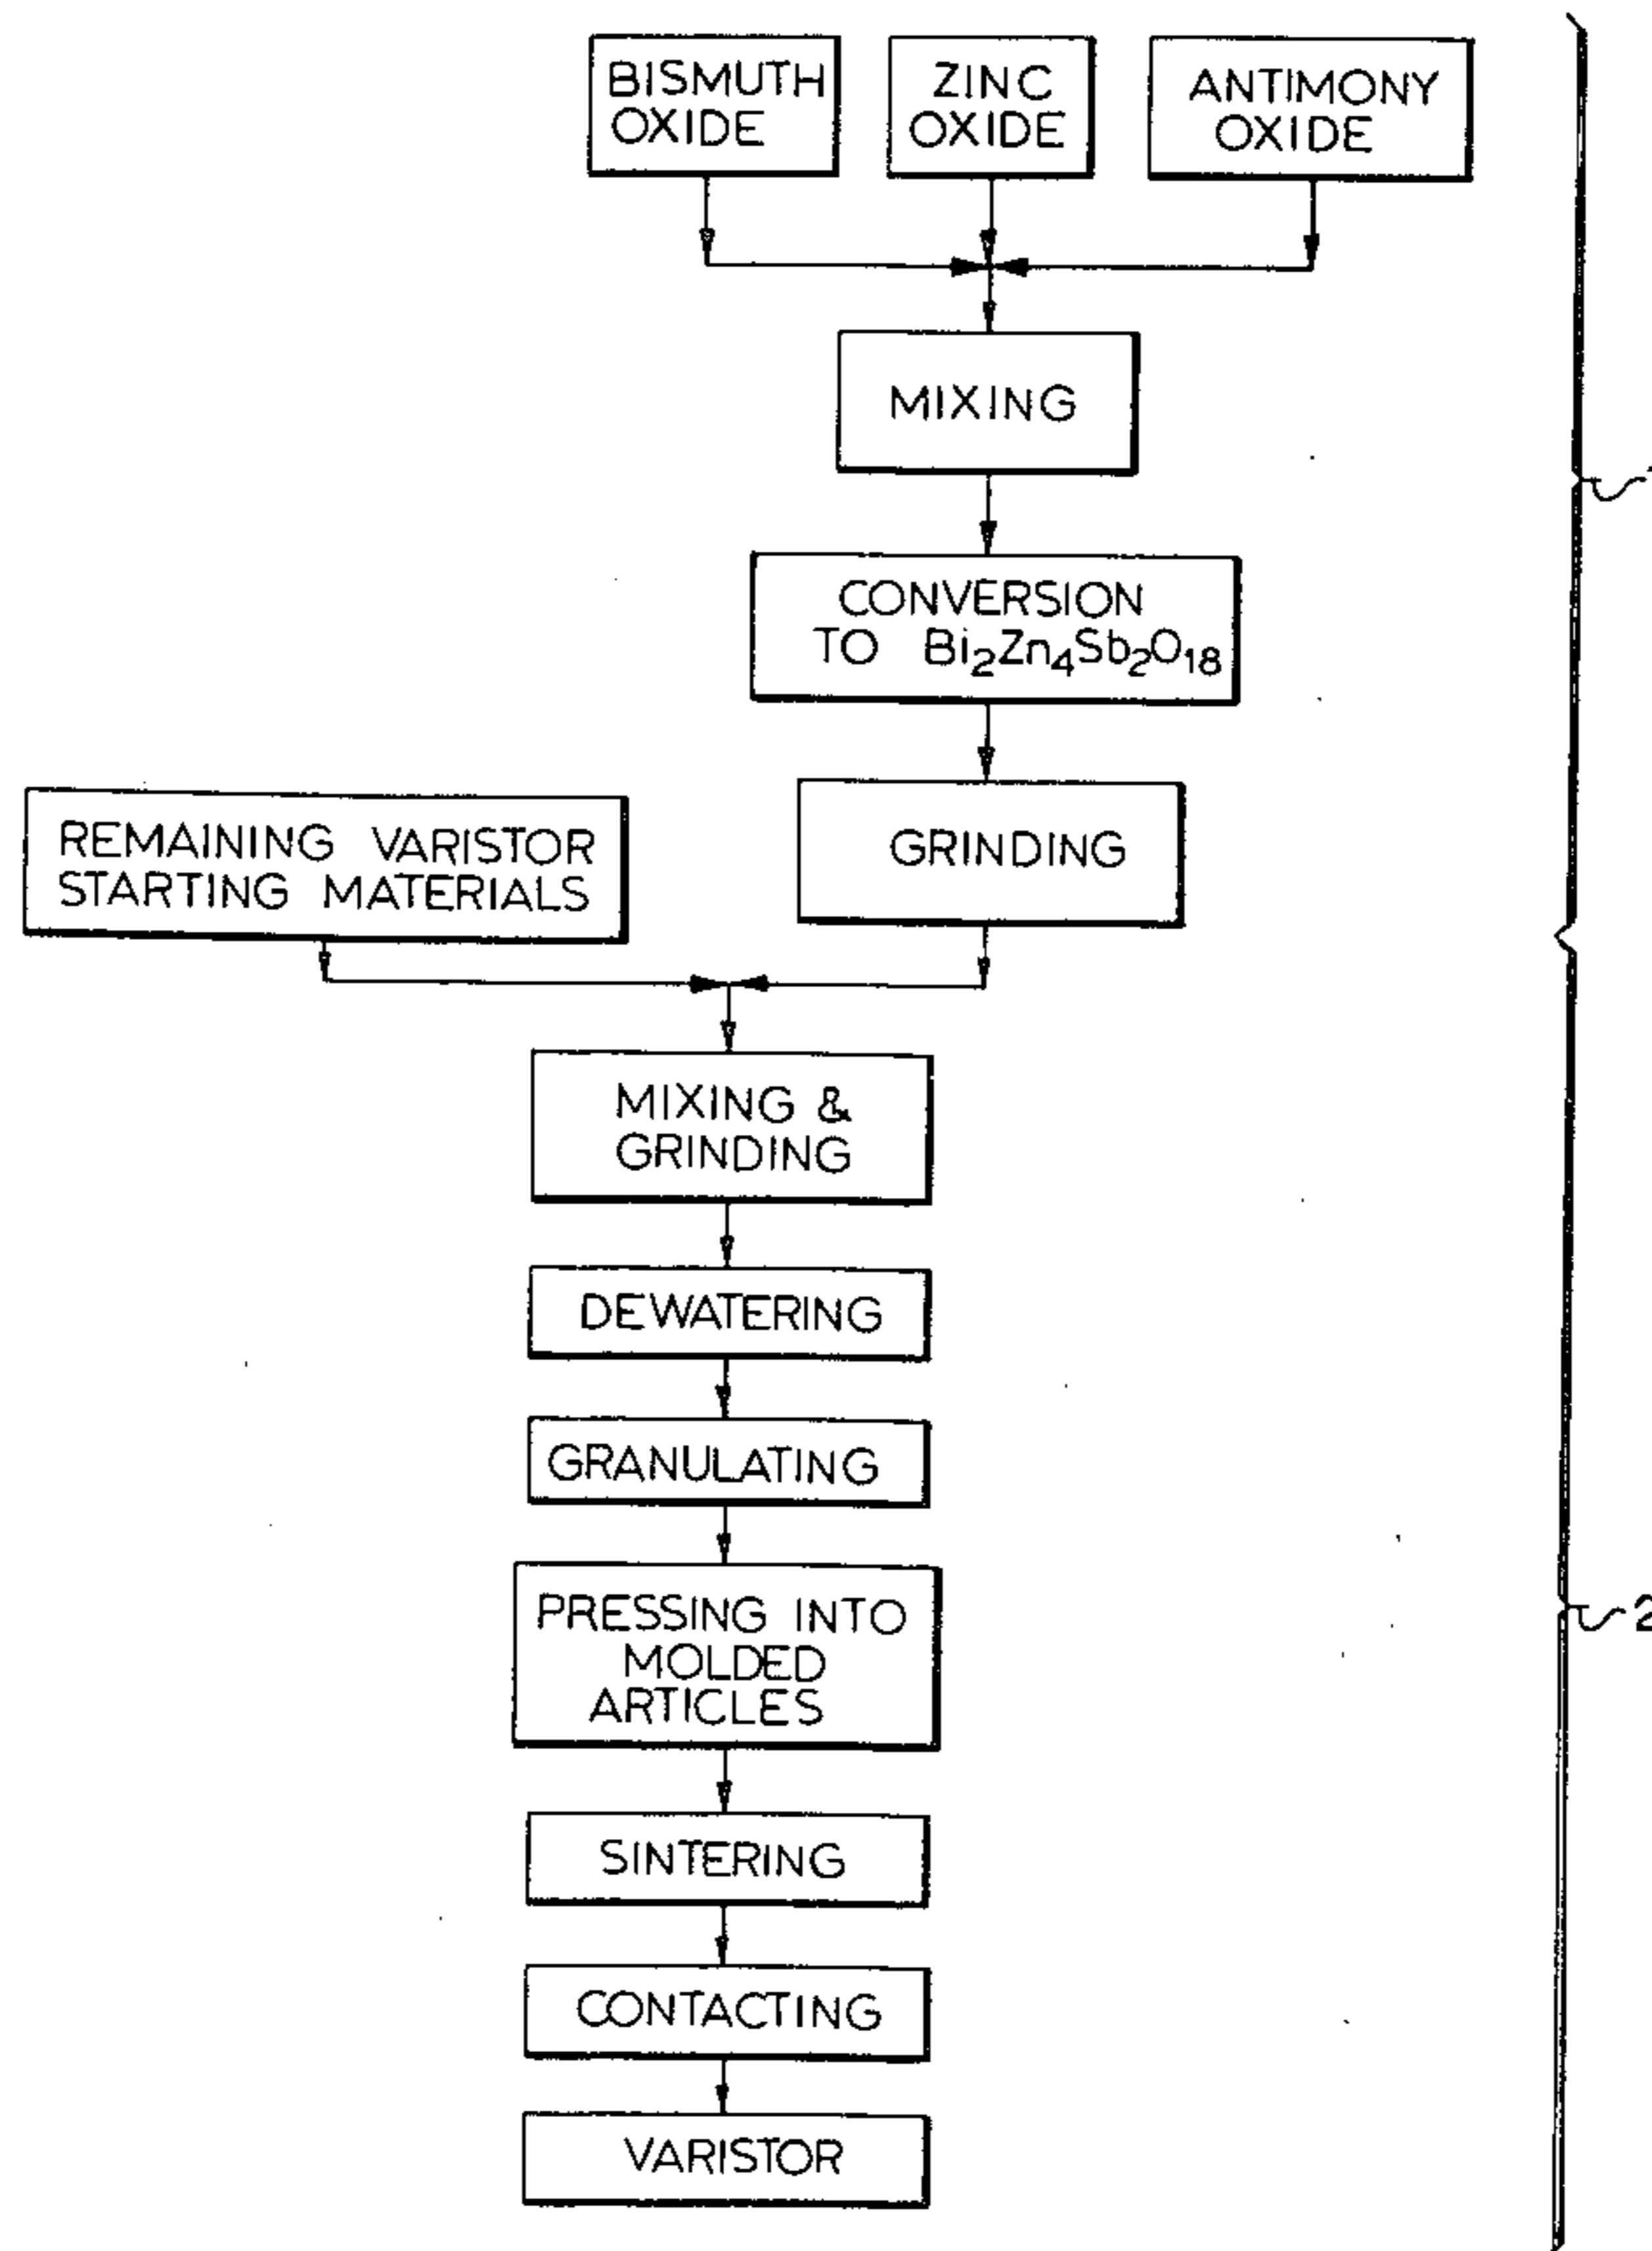 BISMUTH
OXIDE
ZINC
OXIDE
ANTIMONY
OXIDE
MIXING
CONVERSION
TO Bi₂Zn₄Sb₂O₁₈
GRINDING
REMAINING VARISTOR
STARTING MATERIALS
MIXING &
GRINDING
DEWATERING
GRANULATING
PRESSING INTO
MOLDED
ARTICLES
SINTERING
CONTACTING
VARISTOR
2